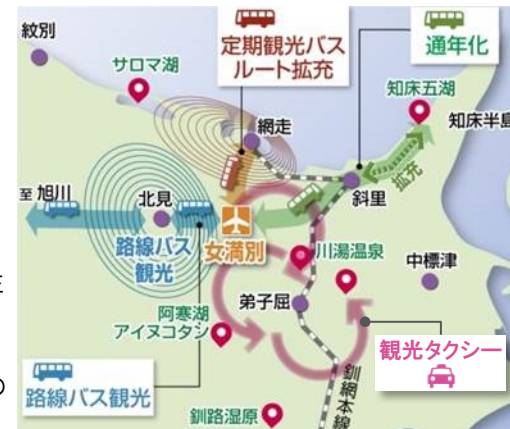 紋別
定期観光バス
ルート拡充
通年化
サロマ湖
知床五湖
網走
知床半島
拡充
至 旭川
北見
斜里
路線バス
観光
女満別
川湯温泉
中標津
阿寒湖
アイヌコタン
弟子屈
観光タクシー
路線バス観光
釧網本線
釧路湿原
の